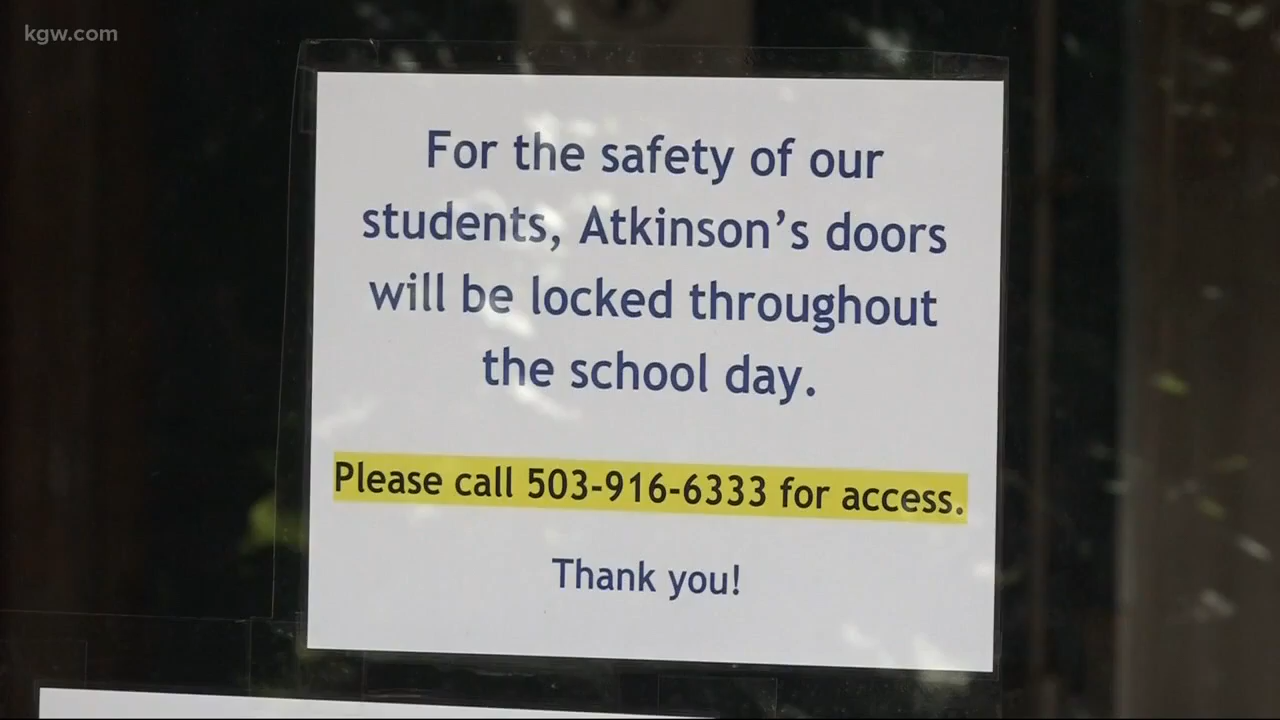 kgw.com
For the safety of our
students, Atkinson’s doors
will be locked throughout
the school day.
Please call 503-916-6333 for access.
Thank you!